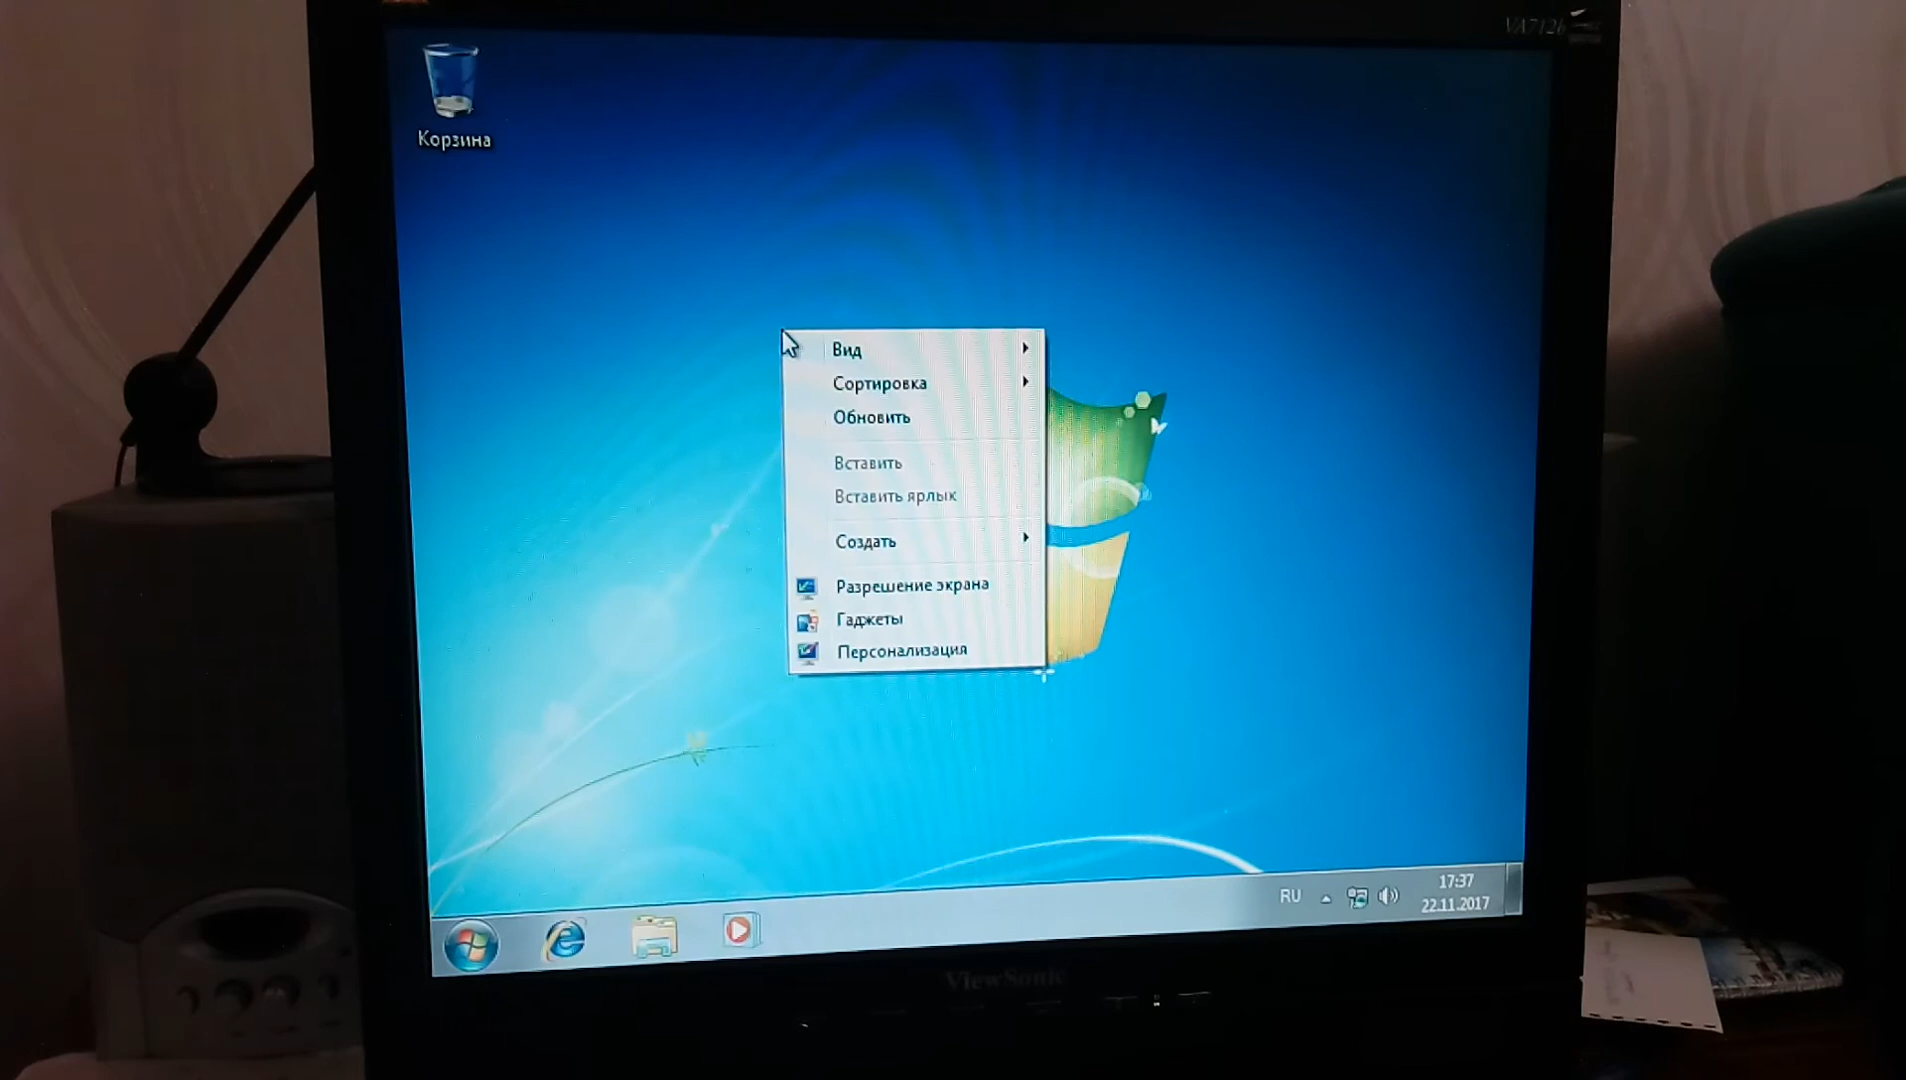 VA712b
Корзина
Вид
Сортировка
Обновить
Вставить
Вставить ярлык
Создать
Разрешение экрана
Гаджеты
Персонализация
RU
17:37
22.11.2017
ViewSonic